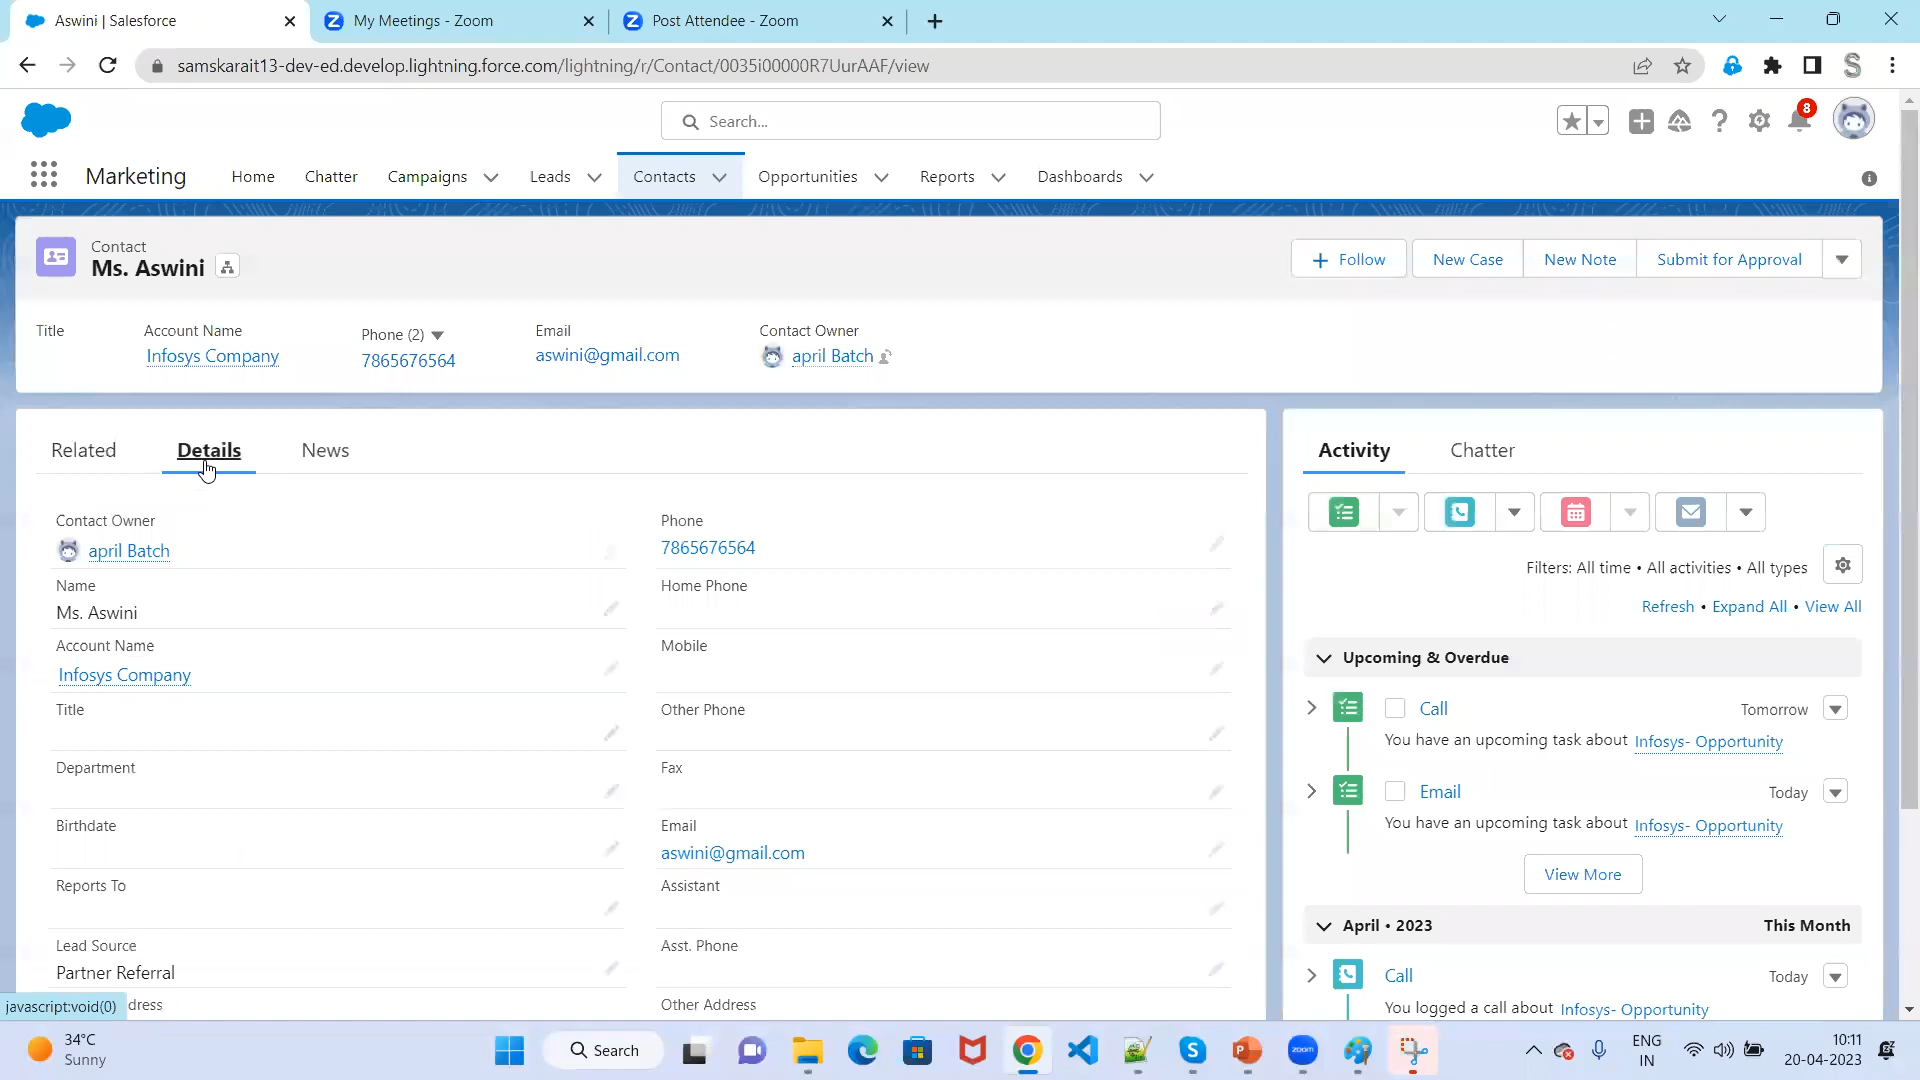 Aswini | Salesforce
My Meetings - Zoom
Post Attendee - Zoom
samskarait13-dev-ed.develop.lightning.force.com/lightning/r/Contact/0035i00000R7UurAAF/view
Search...
8
Marketing
Home
Chatter
Campaigns
Leads
Contacts
Opportunities
Reports
Dashboards
Contact
Ms. Aswini
Follow
New Case
New Note
Submit for Approval
Title
Account Name
Infosys Company
Phone (2)
7865676564
Email
aswini@gmail.com
Contact Owner
april Batch
Related
Details
News
Contact Owner
april Batch
Name
Ms. Aswini
Account Name
Infosys Company
Title
Department
Birthdate
Reports To
Lead Source
Partner Referral
dress
Phone
7865676564
Home Phone
Mobile
Other Phone
Fax
Email
aswini@gmail.com
Assistant
Asst. Phone
Other Address
Activity
Chatter
Filters: All time • All activities • All types
Refresh • Expand All • View All
Upcoming & Overdue
Call
Tomorrow
You have an upcoming task about Infosys- Opportunity
Email
Today
You have an upcoming task about Infosys- Opportunity
View More
April • 2023
This Month
Call
Today
You logged a call about Infosys- Opportunity
javascript:void(0)
34°C
Sunny
Search
zoom
ENG
IN
10:11
20-04-2023